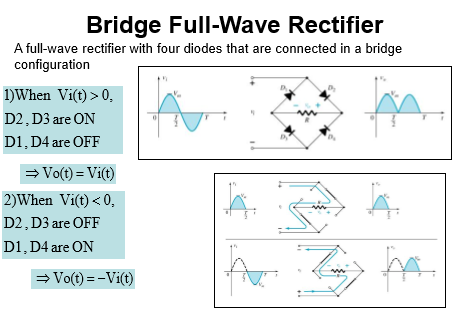 Bridge Full-Wave Rectifier
A full-wave rectifier with four diodes that are connected in a bridge
configuration
1)When Vi(t) > 0,
D2 , D3 are ON
D1, D4 are OFF
⇒ Vo(t) = Vi(t)
2)When Vi(t) < 0,
D2 , D3 are OFF
D1, D4 are ON
⇒ Vo(t) = −Vi(t)